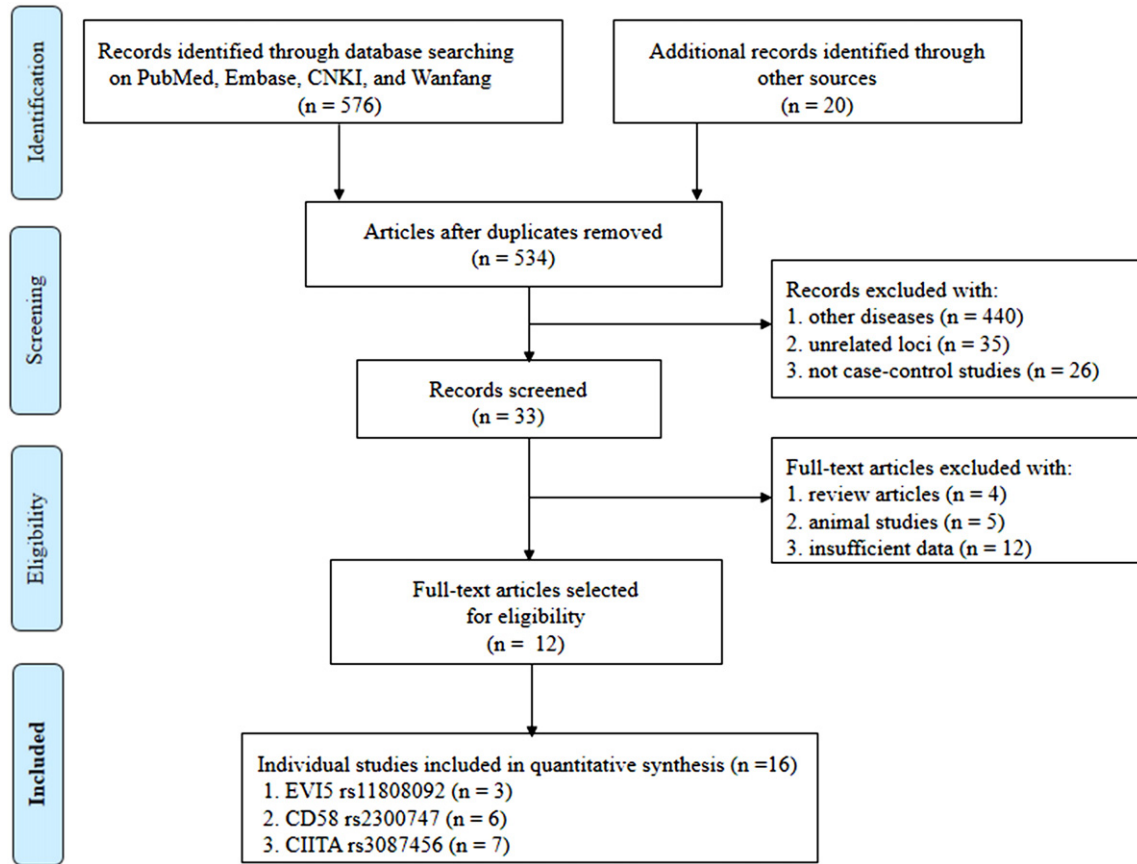 Identification
Records identified through database searching
on PubMed, Embase, CNKI, and Wanfang
(n = 576)
Additional records identified through
other sources
(n = 20)
Screening
Articles after duplicates removed
(n = 534)
Records excluded with:
1. other diseases (n = 440)
2. unrelated loci (n = 35)
3. not case-control studies (n = 26)
Records screened
(n = 33)
Eligibility
Full-text articles excluded with:
1. review articles (n = 4)
2. animal studies (n = 5)
3. insufficient data (n = 12)
Full-text articles selected
for eligibility
(n = 12)
Included
Individual studies included in quantitative synthesis (n =16)
1. EVI5 rs11808092 (n = 3)
2. CD58 rs2300747 (n = 6)
3. CIITA rs3087456 (n = 7)